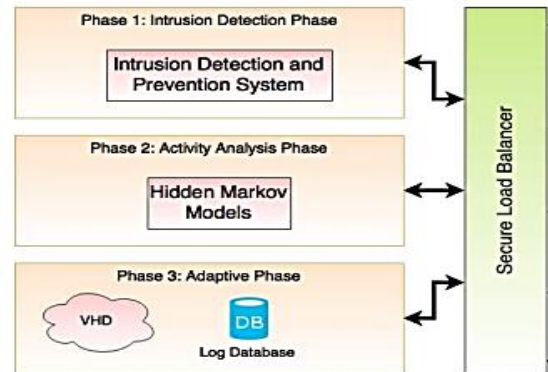 Phase 1: Intrusion Detection Phase
Intrusion Detection and
Prevention System
Phase 2: Activity Analysis Phase
Hidden Markov
Models
Phase 3: Adaptive Phase
VHD
DB
Log Database
Secure Load Balancer